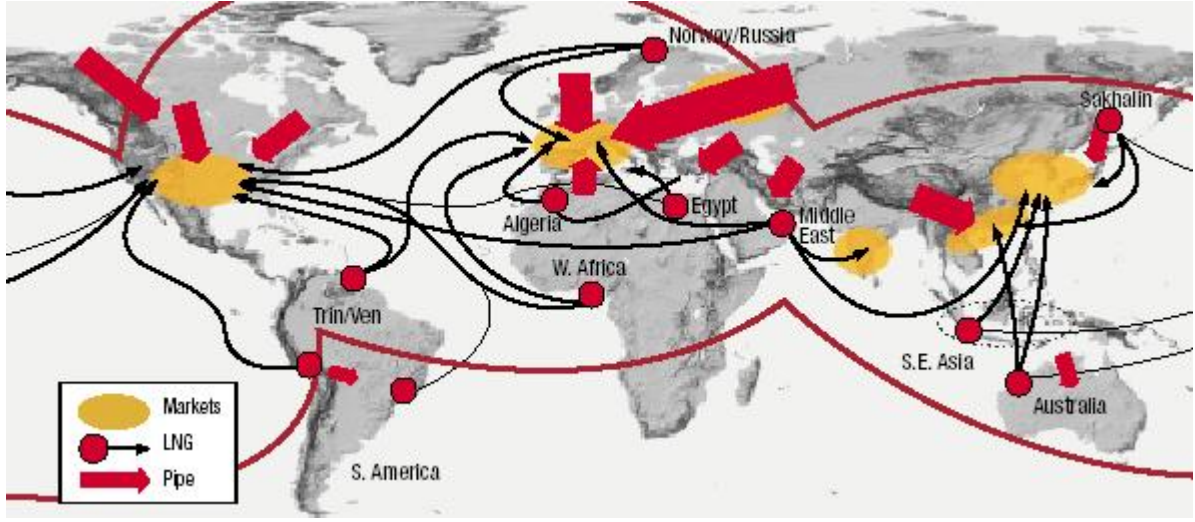 Norway/Russia
Sakhalin
Algeria
Egypt
Middle
East
W. Africa
Trin/Ven
S.E. Asia
Australia
S. America
Markets
LNG
Pipe